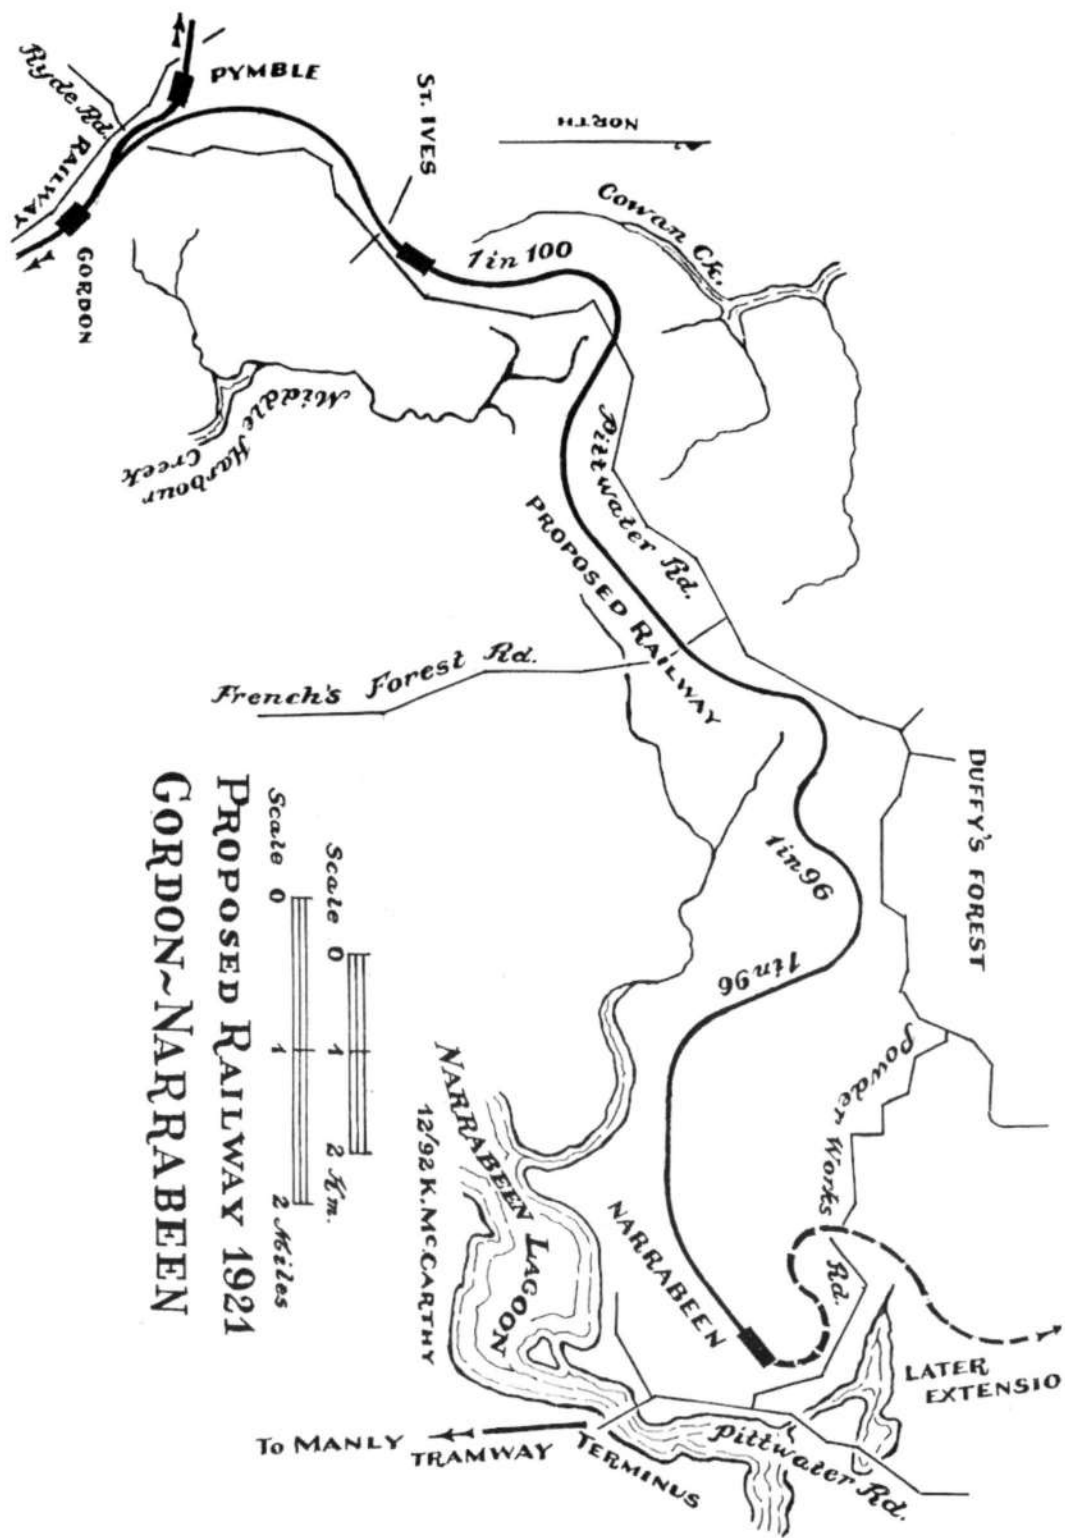 PYMBLE
Ryde Rd.
RAILWAY
GORDON
ST. IVES
NORTH
Cowan Ck.
1 in 100
Middle Harbour
Creek
Pittwater Rd.
PROPOSED RAILWAY
French's Forest Rd.
DUFFY'S FOREST
1 in 96
1 in 96
Powder Works Rd.
NARRABEEN
NARRABEEN LAGOON
12'92 K. McCARTHY
LATER
EXTENSIO
Pittwater Rd.
TO MANLY
TRAMWAY TERMINUS
Scale 0 1 2 Km.
Scale 0 1 2 Miles
PROPOSED RAILWAY 1921
GORDON~NARRABEEN